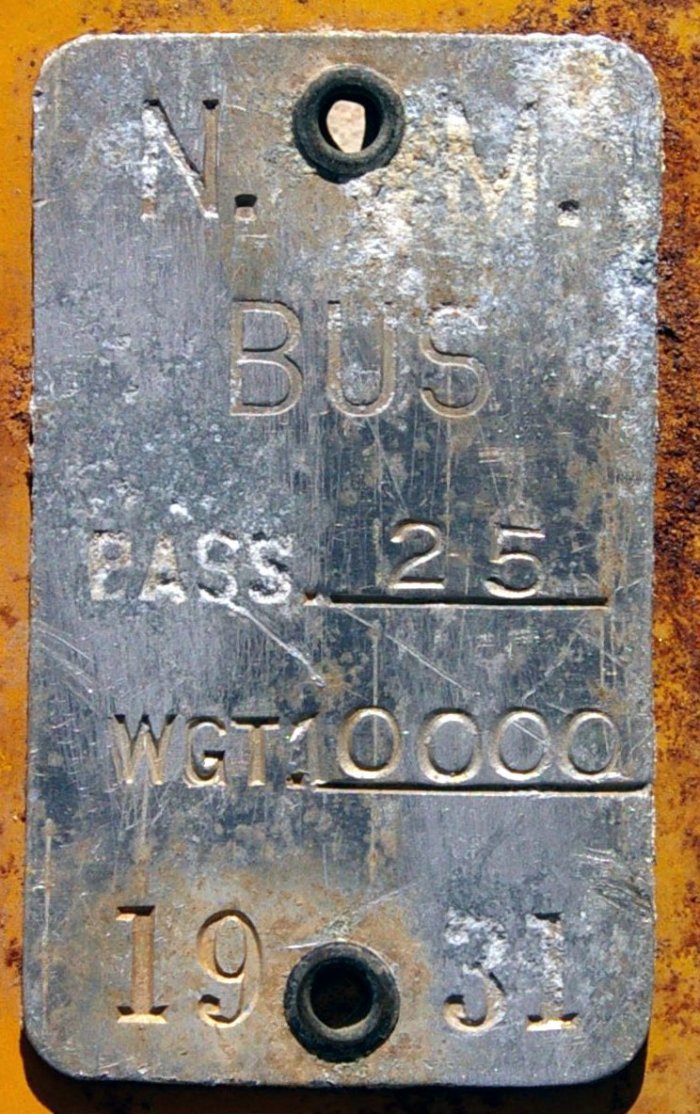 N. M.
BUS
PASS. 25
WGT. 10000
1931